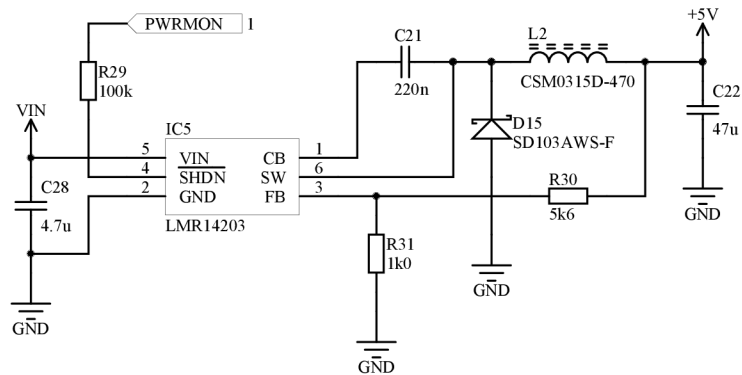 PWRMON 1
+5V
C21
L2
R29
100k
220n
CSM0315D-470
C22
47u
VIN
IC5
D15
SD103AWS-F
5 VIN CB 1
4 SHDN SW 6
2 GND FB 3
C28
4.7u
R30
5k6
GND
LMR14203
R31
1k0
GND
GND
GND